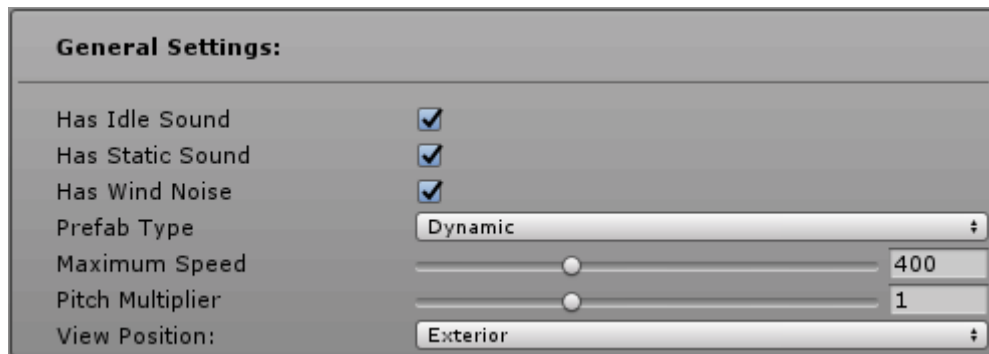 General Settings:
Has Idle Sound
Has Static Sound
Has Wind Noise
Prefab Type Dynamic
Maximum Speed 400
Pitch Multiplier 1
View Position: Exterior